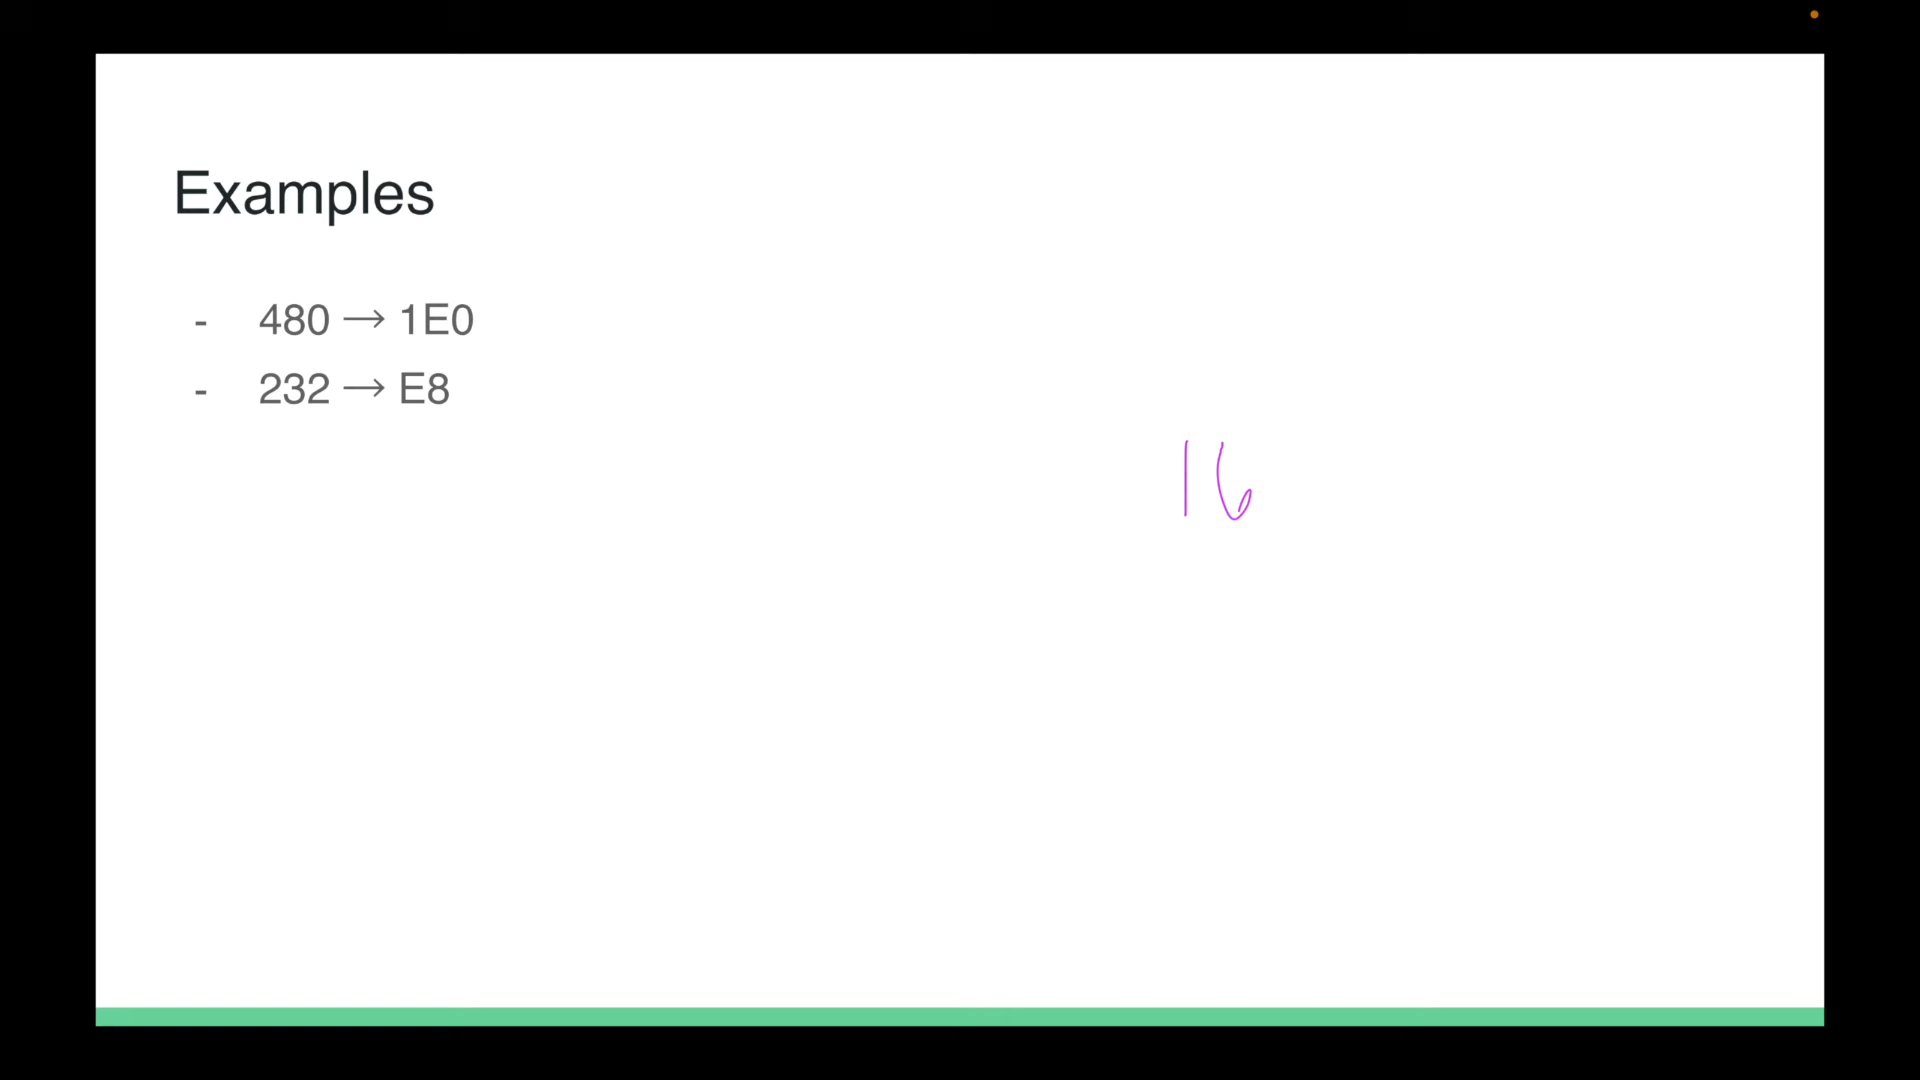 Examples
- 480 → 1E0
- 232 → E8
16